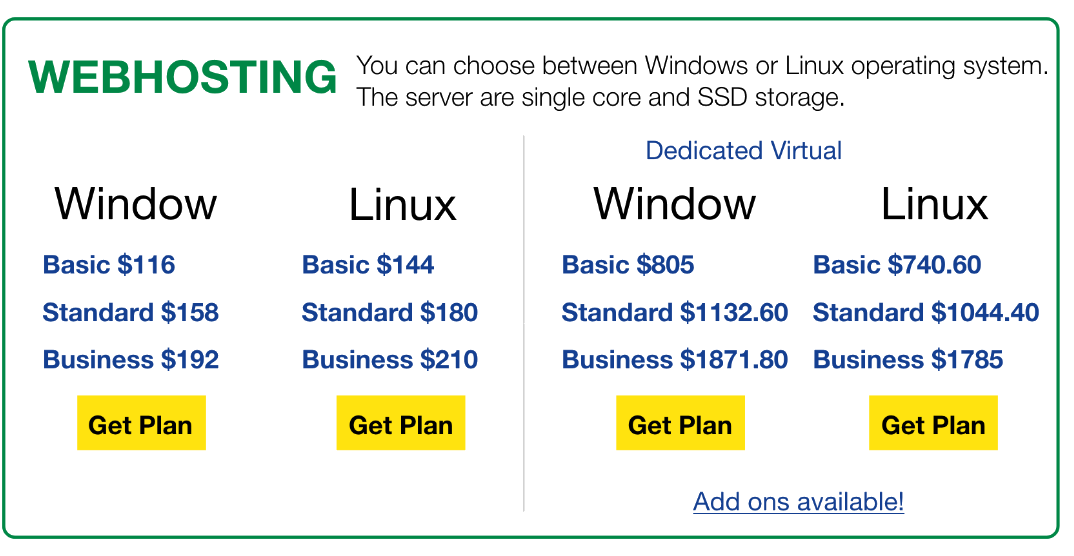 WEBHOSTING
You can choose between Windows or Linux operating system.
The server are single core and SSD storage.
Window
Basic $116
Standard $158
Business $192
Get Plan
Linux
Basic $144
Standard $180
Business $210
Get Plan
Dedicated Virtual
Window
Basic $805
Standard $1132.60
Business $1871.80
Get Plan
Linux
Basic $740.60
Standard $1044.40
Business $1785
Get Plan
Add ons available!